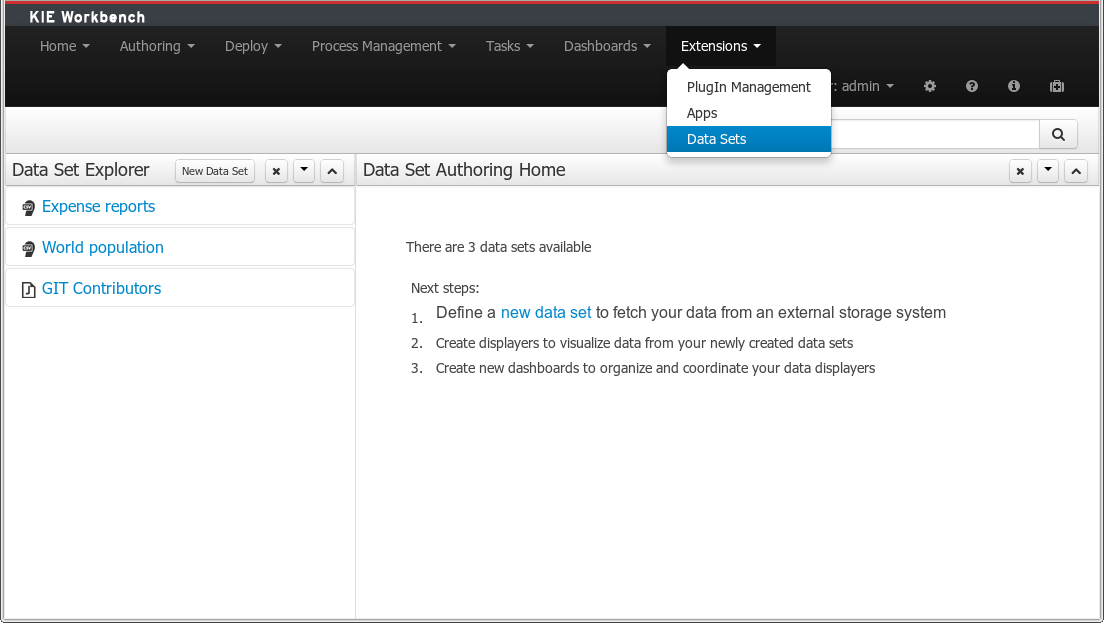 KIE Workbench
Home Authoring Deploy Process Management Tasks Dashboards Extensions
PlugIn Management
Apps
Data Sets
: admin
Data Set Explorer New Data Set
Expense reports
World population
GIT Contributors
Data Set Authoring Home
There are 3 data sets available
Next steps:
1. Define a new data set to fetch your data from an external storage system
2. Create displayers to visualize data from your newly created data sets
3. Create new dashboards to organize and coordinate your data displayers